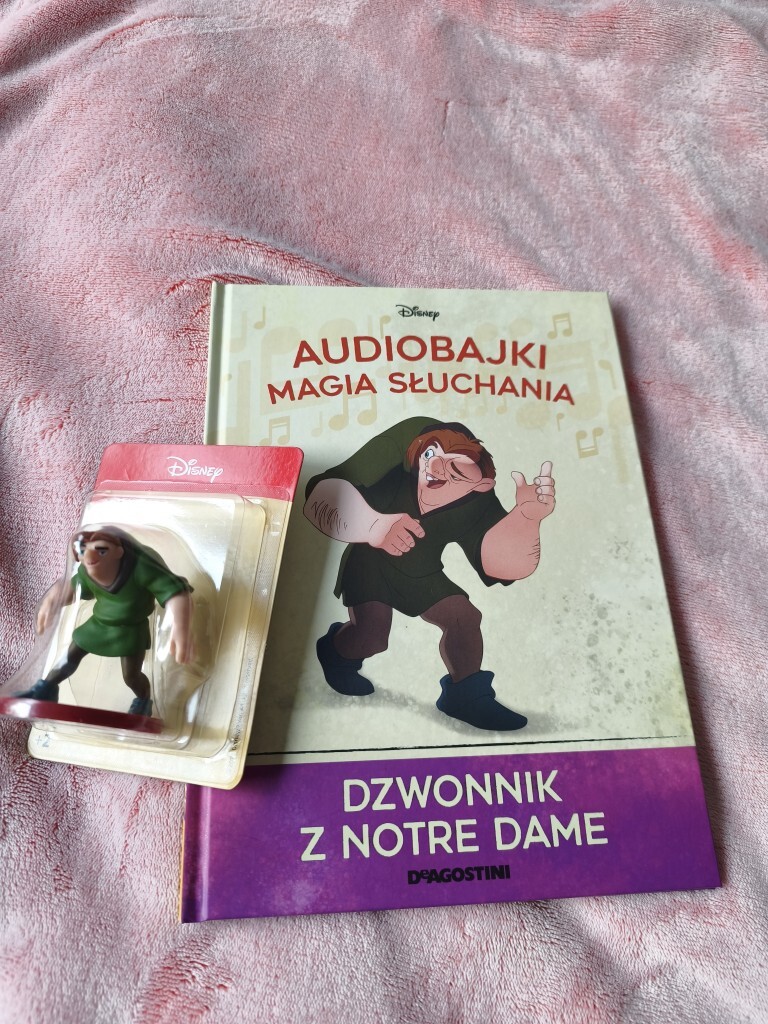 Disney
AUDIOBAJKI
MAGIA SŁUCHANIA
Disney
DZWONNIK
Z NOTRE DAME
DeAGOSTINI